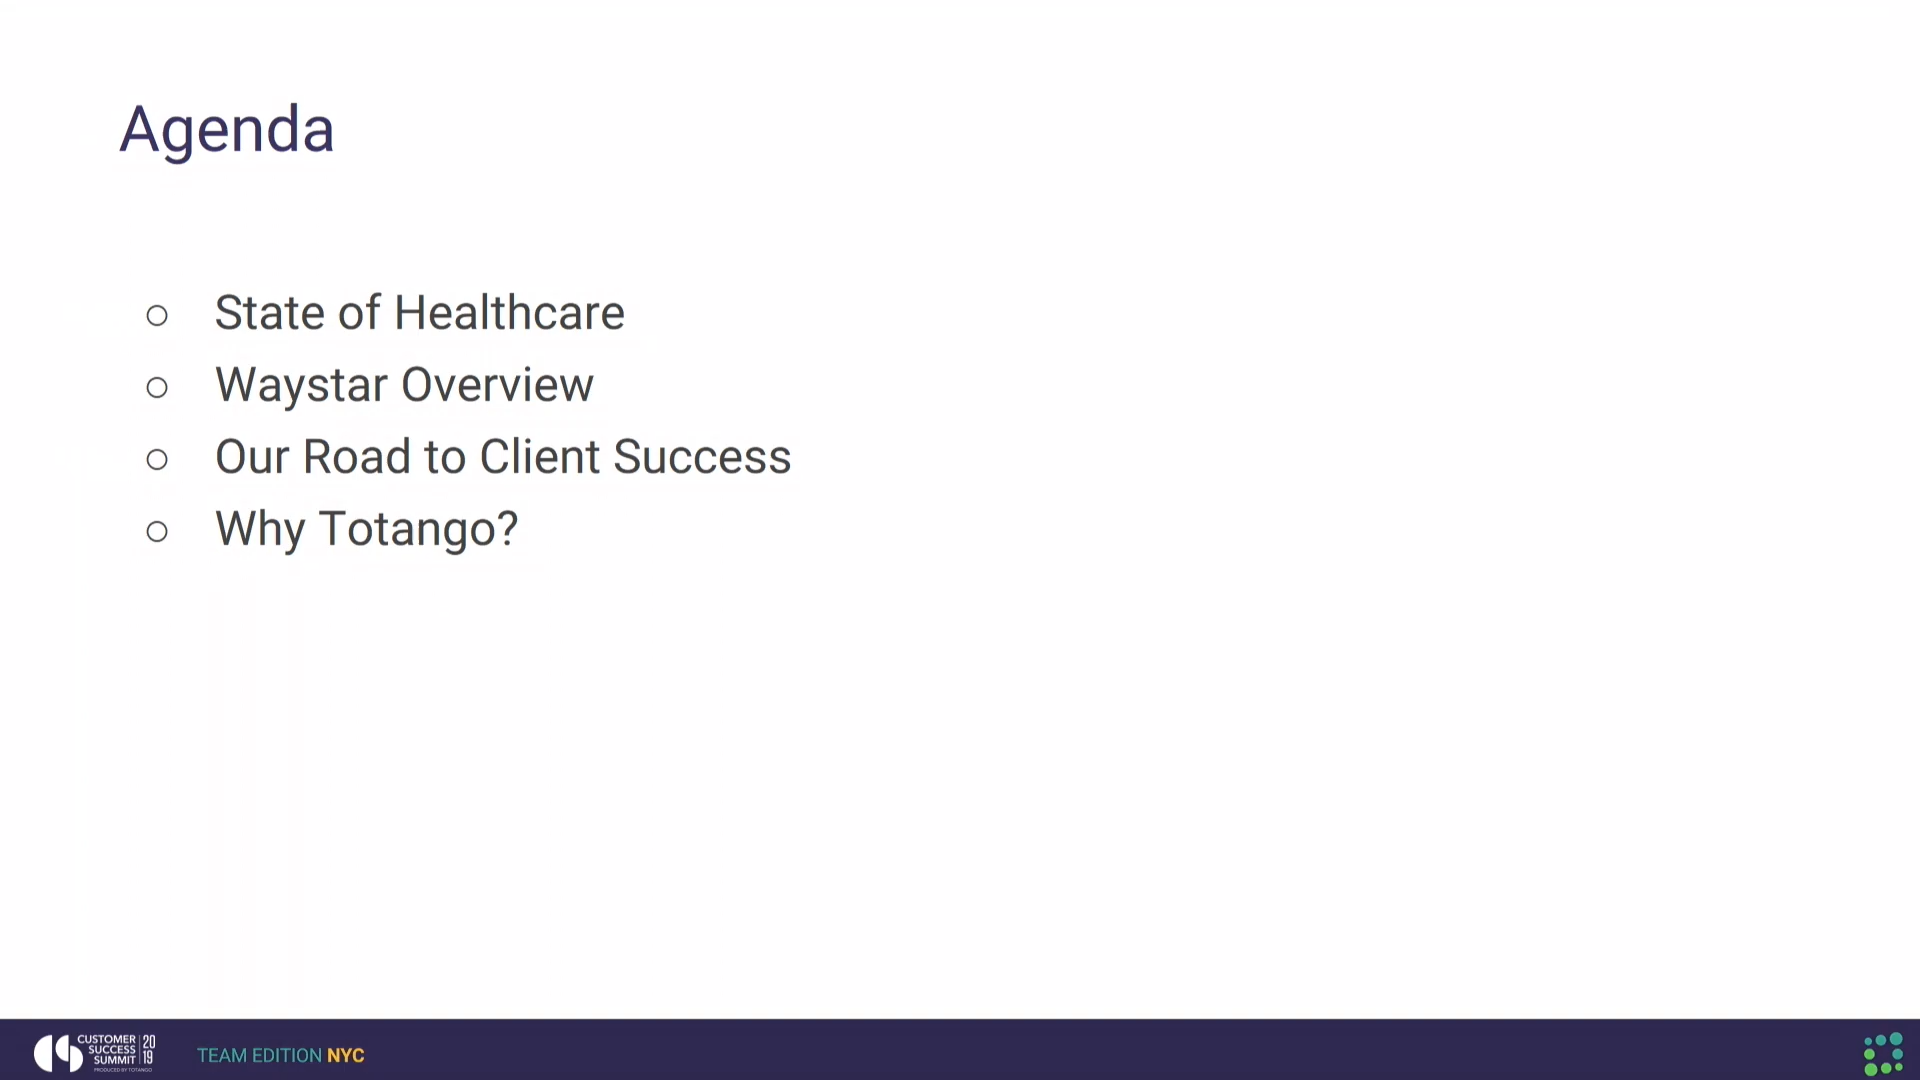 Agenda
○ State of Healthcare
○ Waystar Overview
○ Our Road to Client Success
○ Why Totango?
CUSTOMER
SUCCESS
SUMMIT
20
19
PRODUCED BY TOTANGO
TEAM EDITION NYC